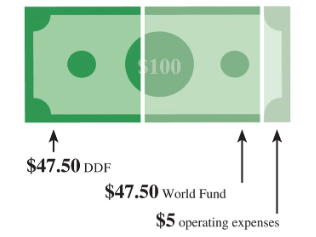 $100
$47.50 DDF
$47.50 World Fund
$5 operating expenses